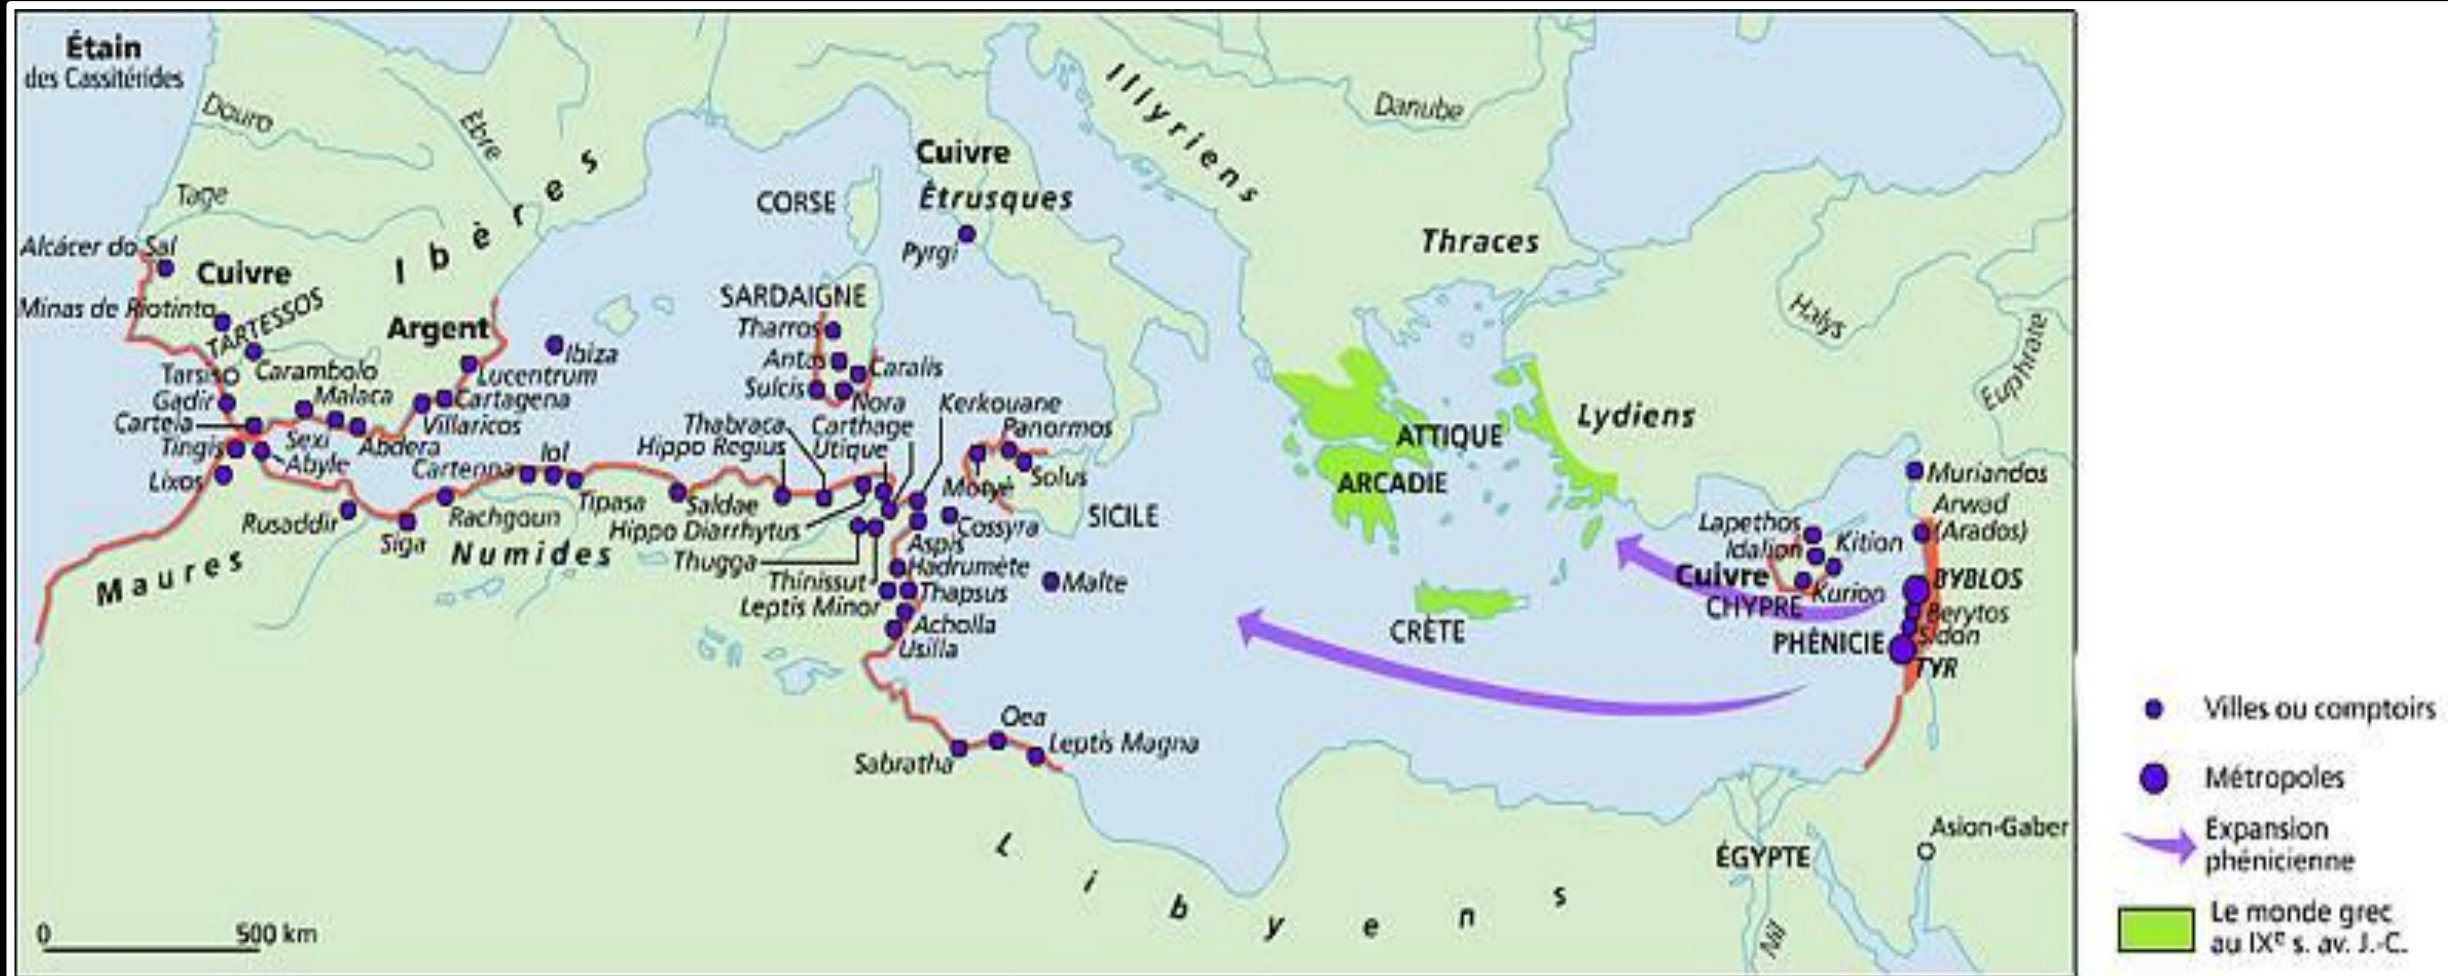 Étain
des Cassitérides
Douro
Èbre
Tage
Ibères
Alcácer do Sal
Cuivre
Minas de Riotinto
TARTESSOS
Argent
Tarsis
Carambolo
Ibiza
Lucentrum
Gadir
Malaca
Cartagena
Cartela
Villaricos
Sexi
Abdera
Tingis
Abyle
Lixos
Cartenna
Iol
Rusaddir
Siga
Rachgoun
Tipasa
Saldae
Maures
Numides
CORSE
Cuivre
Étrusques
Pyrgi
SARDAIGNE
Tharros
Antas
Caralis
Sulcis
Nora
Kerkouane
Thabraca
Carthage
Panormos
Hippo Regius
Utique
Motyé
Solus
SICILE
Hippo Diarrhytus
Cossyra
Aspis
Thugga
Hadrumète
Thinissut
Thapsus
Malte
Leptis Minor
Acholla
Usilla
Oea
Leptis Magna
Sabratha
Illyriens
Danube
Thraces
Halys
Euphrate
Lydiens
ATTIQUE
ARCADIE
CRÈTE
Muriandos
Arwad
(Arados)
Lapethos
Idalion
Kition
Cuivre
Kurion
CHYPRE
BYBLOS
Berytos
Sidon
PHÉNICIE
TYR
Asion-Gaber
ÉGYPTE
Nil
Libyens
0 500 km
Villes ou comptoirs
Métropoles
Expansion
phénicienne
Le monde grec
au IXe s. av. J.-C.